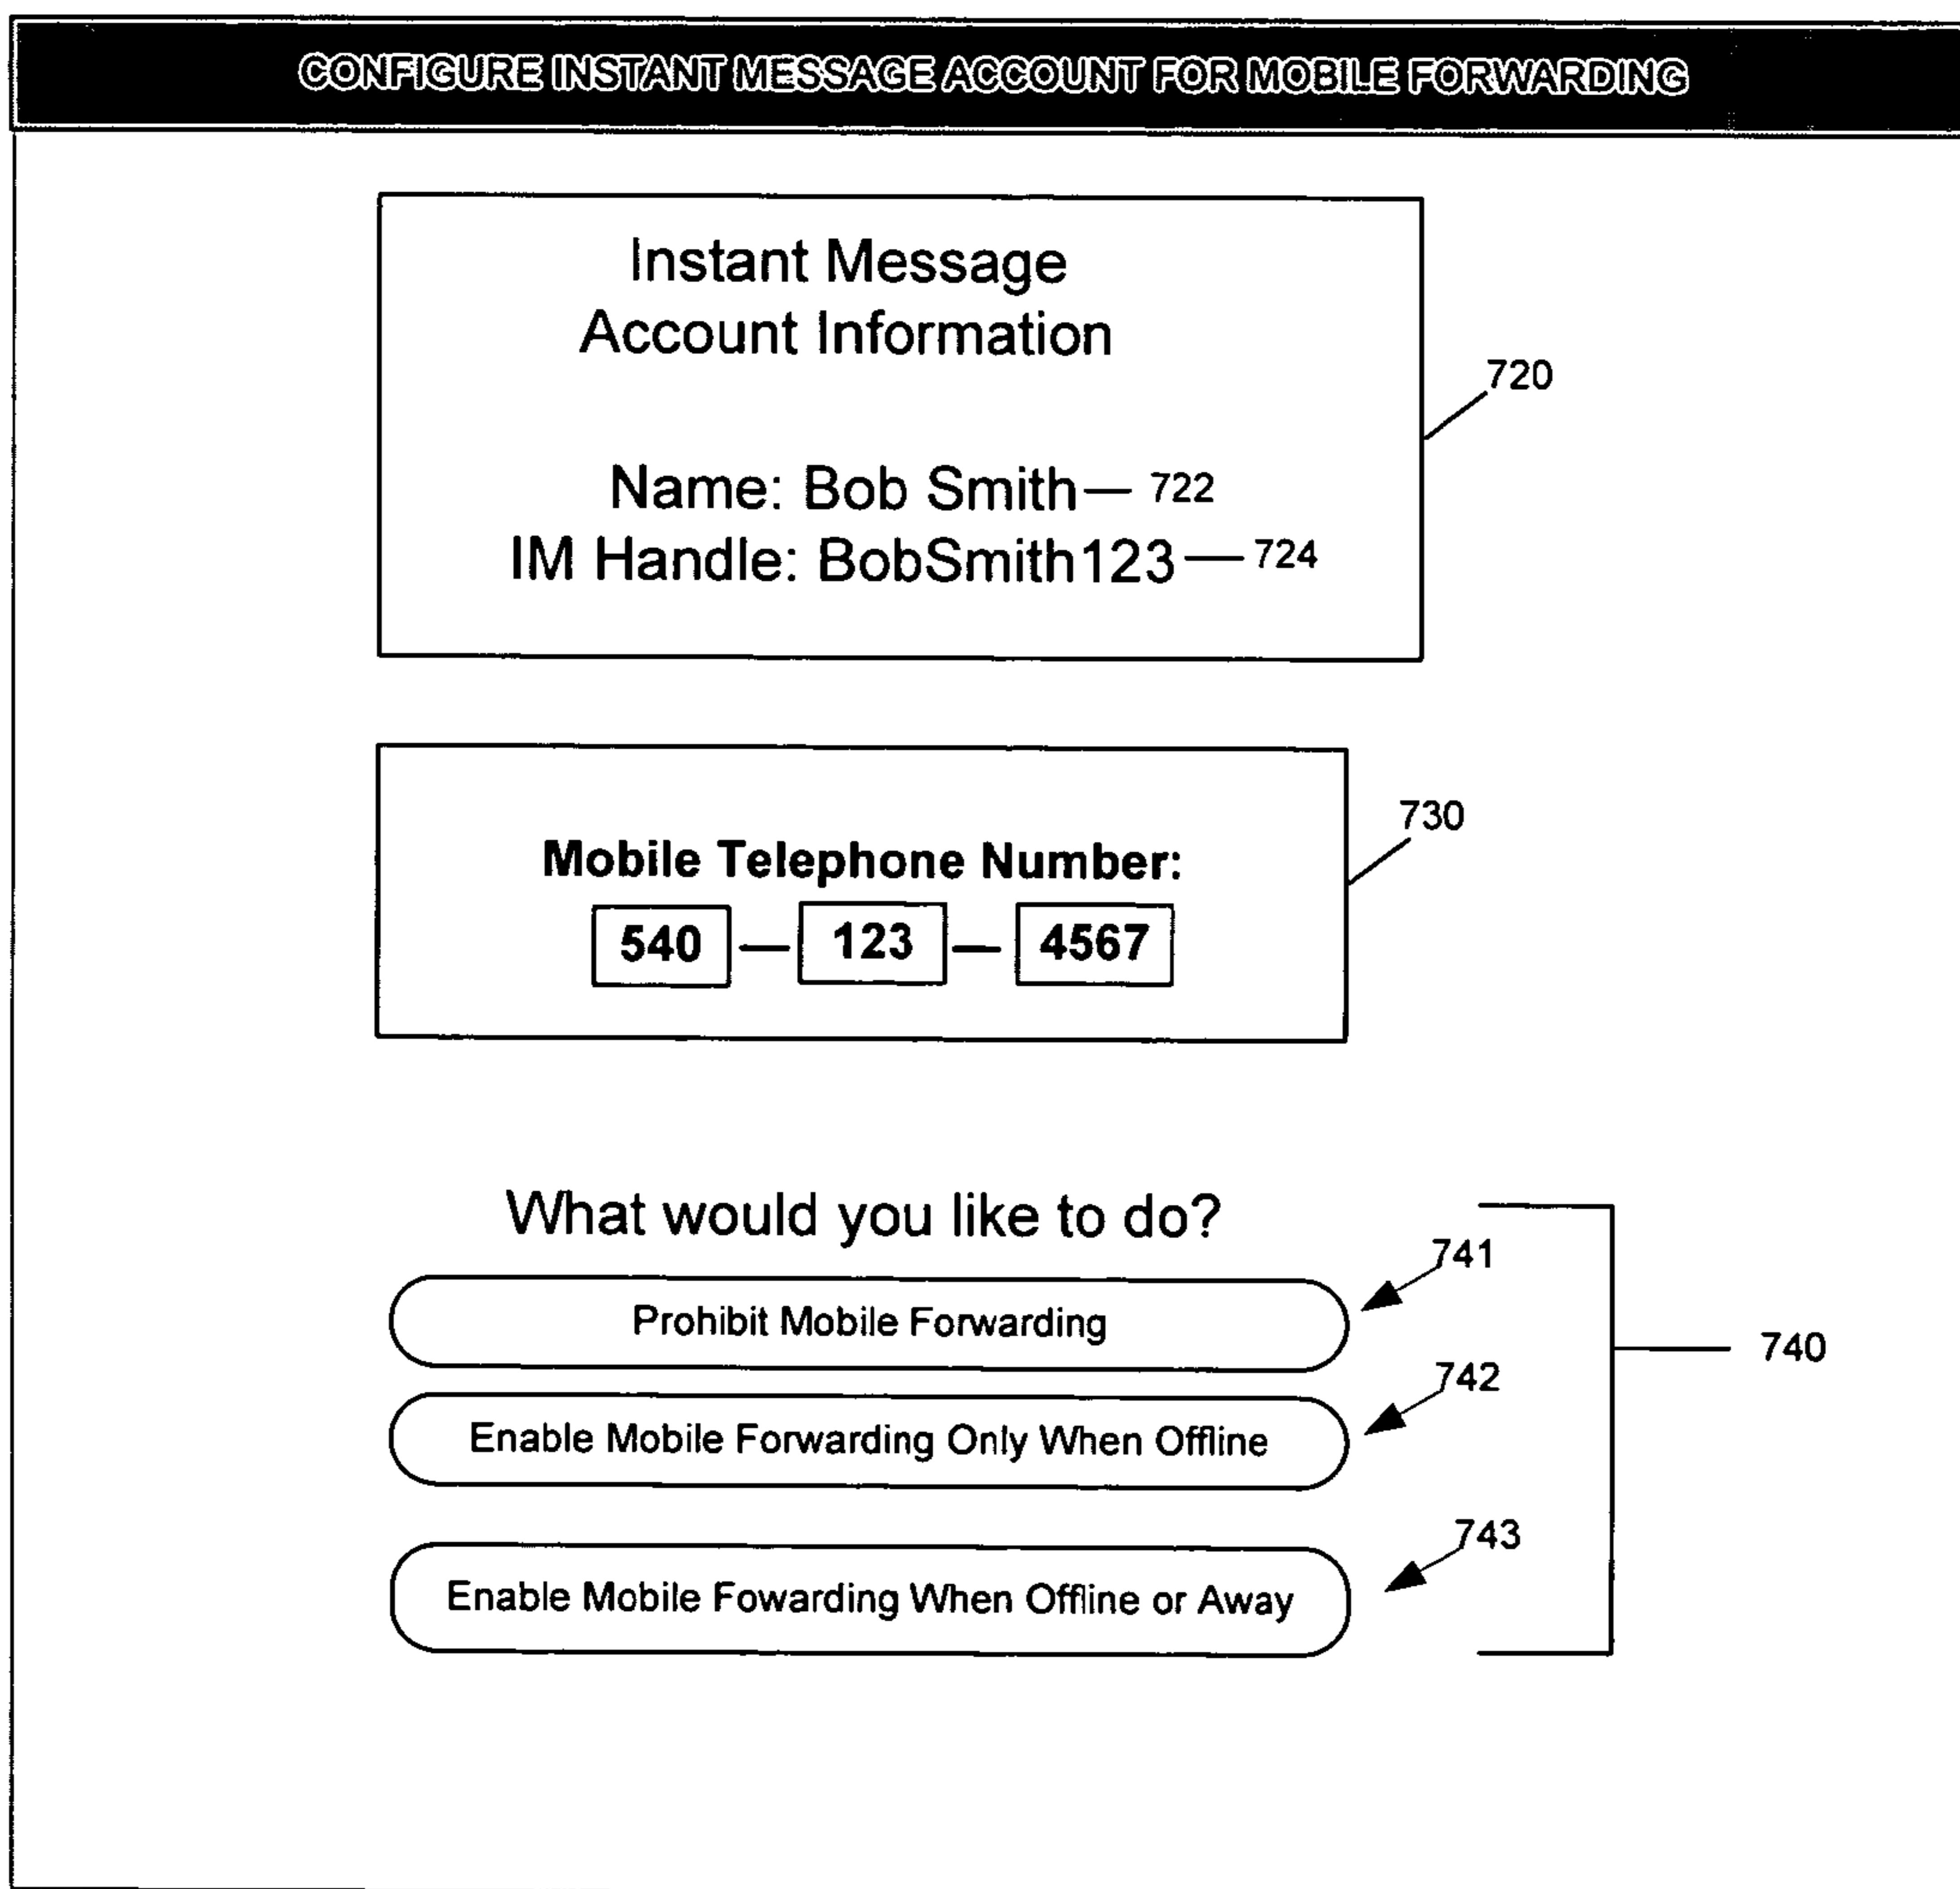 CONFIGURE INSTANT MESSAGE ACCOUNT FOR MOBILE FORWARDING
Instant Message
Account Information
720
Name: Bob Smith — 722
IM Handle: BobSmith123 — 724
730
Mobile Telephone Number:
540 — 123 — 4567
What would you like to do?
741
Prohibit Mobile Forwarding
740
742
Enable Mobile Forwarding Only When Offline
743
Enable Mobile Fowarding When Offline or Away